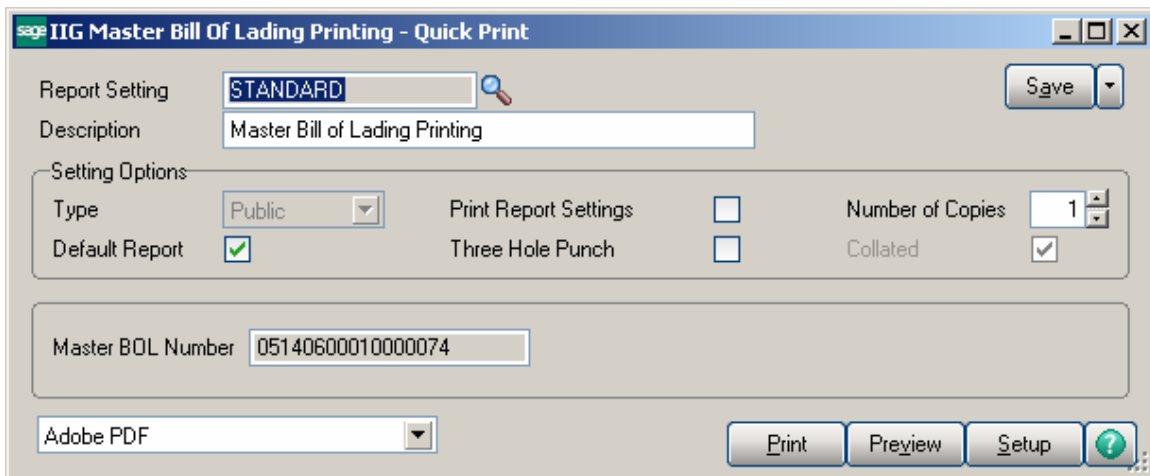 sage IIG Master Bill Of Lading Printing - Quick Print
Report Setting STANDARD Save
Description Master Bill of Lading Printing
Setting Options
Type Public Print Report Settings Number of Copies 1
Default Report Three Hole Punch Collated
Master BOL Number 05140600010000074
Adobe PDF Print Preview Setup ?